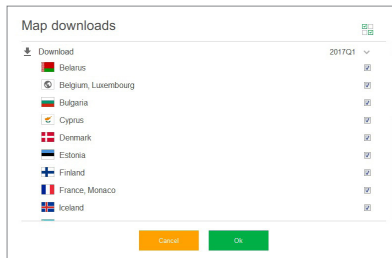 Map downloads
Download 2017Q1
Belarus
Belgium, Luxembourg
Bulgaria
Cyprus
Denmark
Estonia
Finland
France, Monaco
Iceland
Cancel Ok